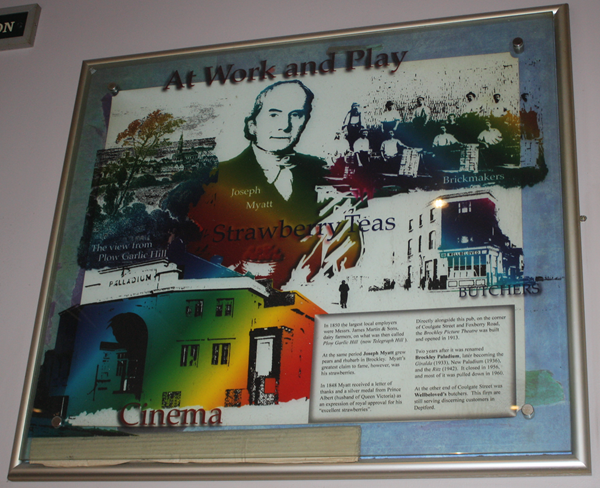 ON
At Work and Play
Joseph
Myatt
Brickmakers
Strawberry Teas
The view from
Plow Garlic Hill
PALLADIUM
BUTCHERS
Cinema
In 1839 the largest local employers
were Messrs. James Martin & Sons,
dairy farmers, on what was then called
Plow Garlic Hill (now Telegraph Hill).
At the same period Joseph Myatt grew
peas and rhubarb in Brockley. Myatt's
greatest claim to fame, however, was
his strawberries.
In 1848 Myatt received a letter of
thanks and a silver medal from Prince
Albert (husband of Queen Victoria) as
an expression of royal approval for his
"excellent strawberries".
Directly alongside this pub, on the corner
of Coulgate Street and Foxberry Road,
the Brockley Picture Theatre was built
and opened in 1913.
Two years after it was renamed
Brockley Palladium, later becoming the
Giralda (1933), New Palladium (1936),
and the Ritz (1942). It closed in 1956,
and most of it was pulled down in 1960.
At the other end of Coulgate Street was
Wellbeloved's butchers. This firm are
still serving discerning customers in
Deptford.